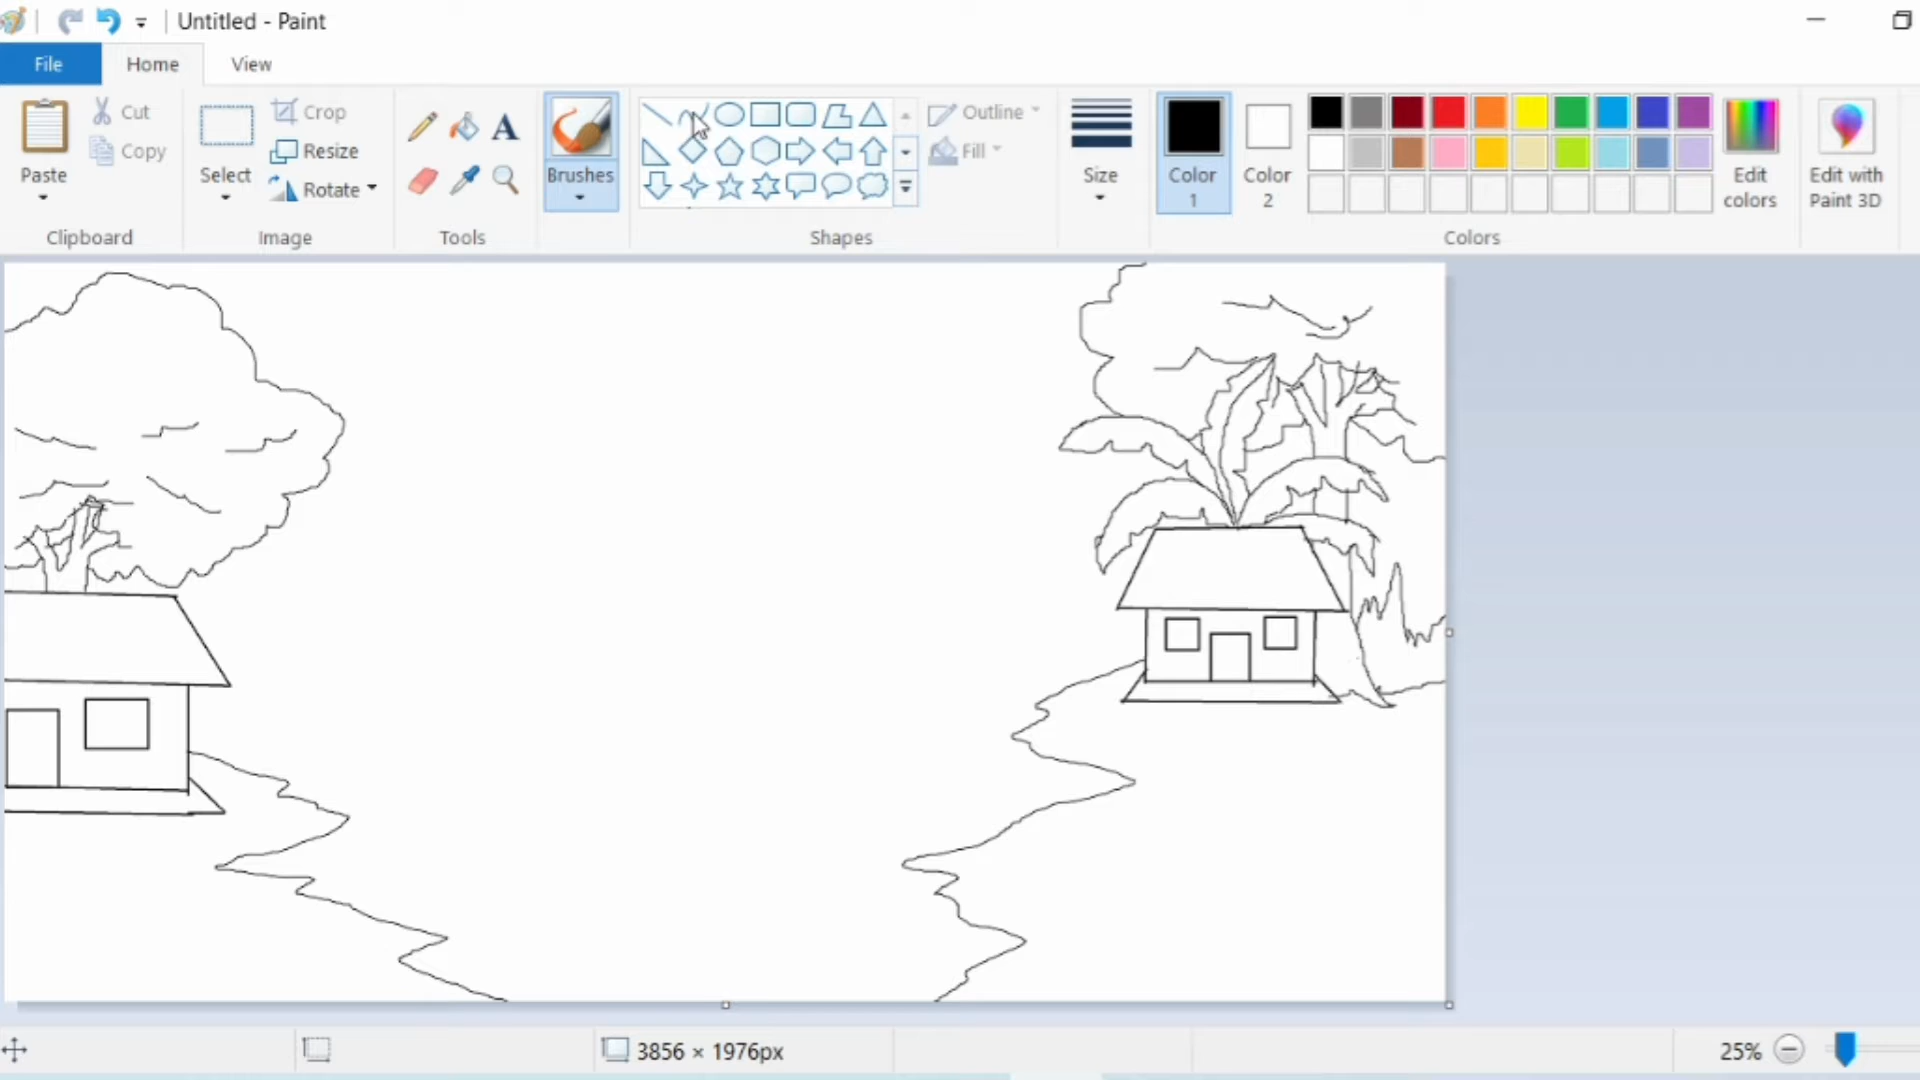 Untitled - Paint
File Home View
Paste
Cut
Copy
Clipboard
Select
Crop
Resize
Rotate
Image
A
Tools
Brushes
Shapes
Outline
Fill
Size
Color
1
Color
2
Edit
colors
Colors
Edit with
Paint 3D
3856 × 1976px
25%